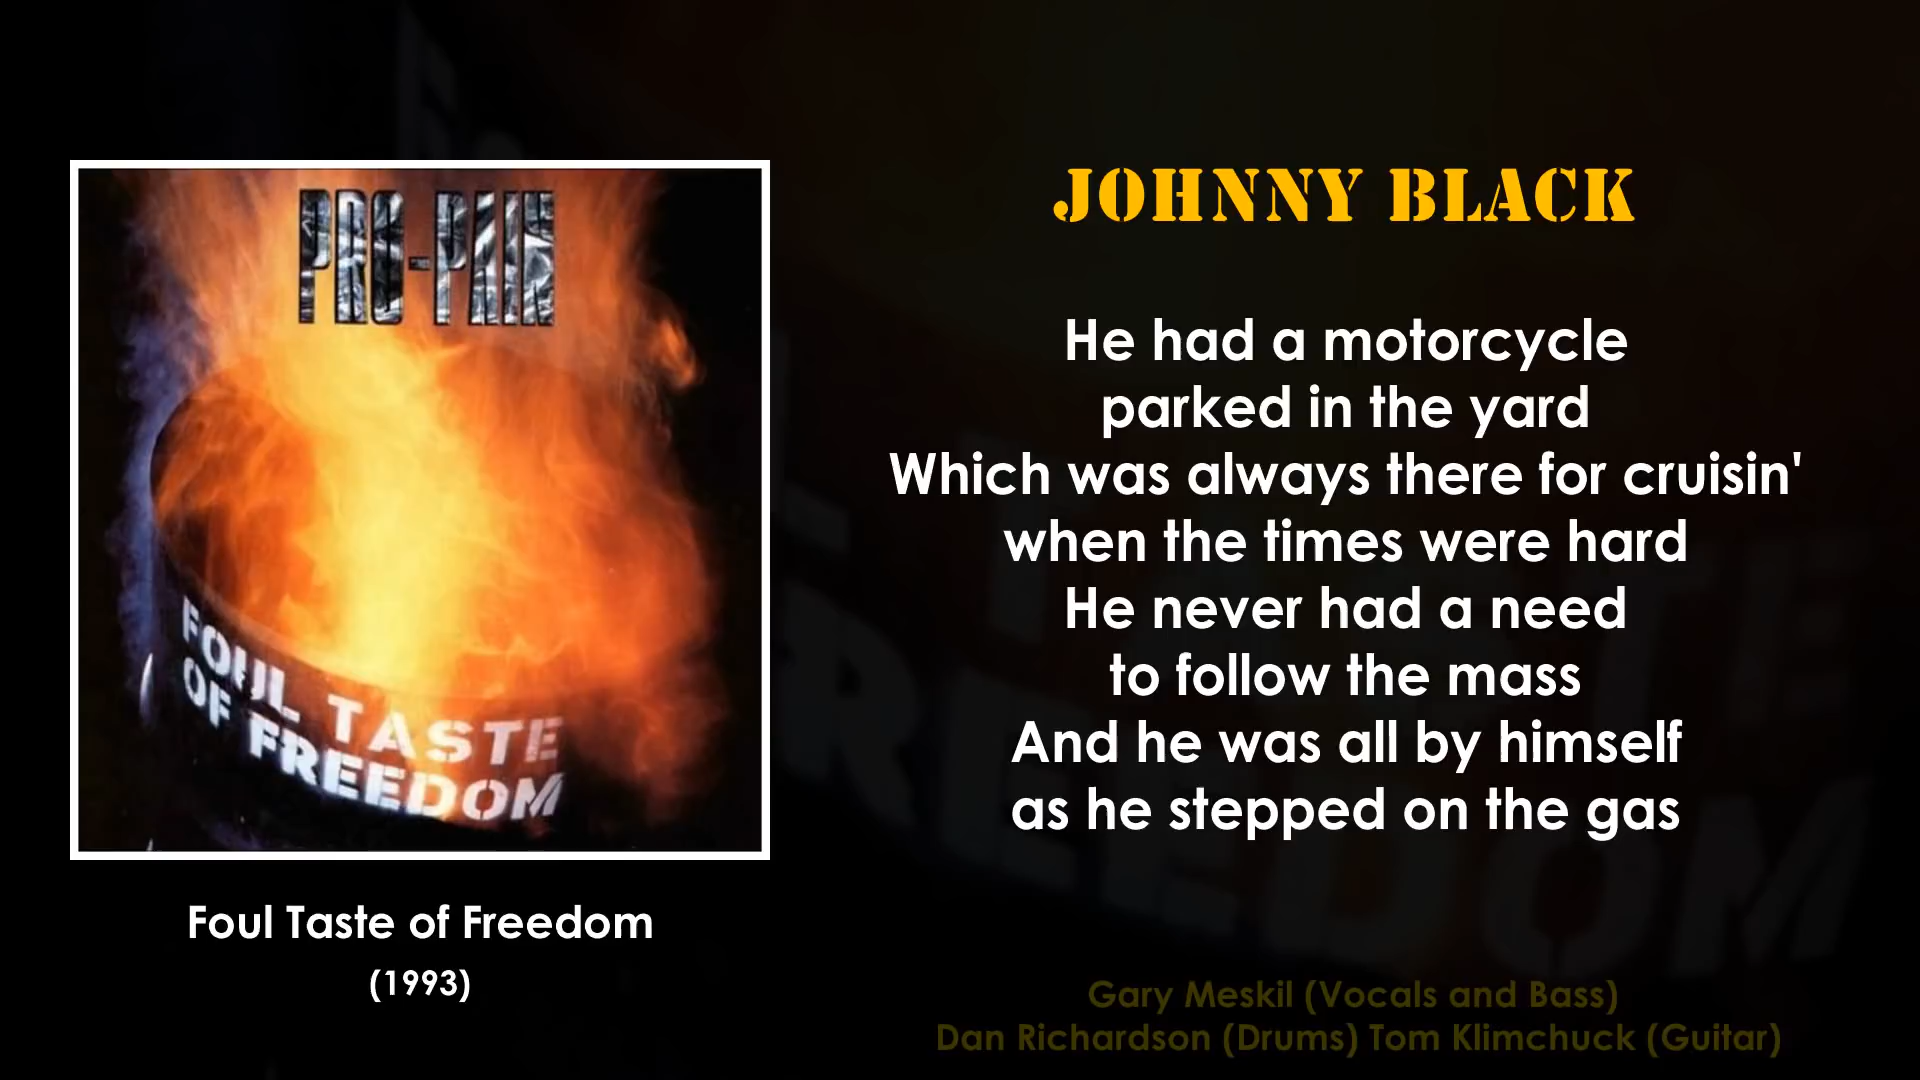 PRO-PAIN
FOUL TASTE
OF FREEDOM
Foul Taste of Freedom
(1993)
JOHNNY BLACK
He had a motorcycle
parked in the yard
Which was always there for cruisin'
when the times were hard
He never had a need
to follow the mass
And he was all by himself
as he stepped on the gas
Gary Meskil (Vocals and Bass)
Dan Richardson (Drums) Tom Klimchuck (Guitar)